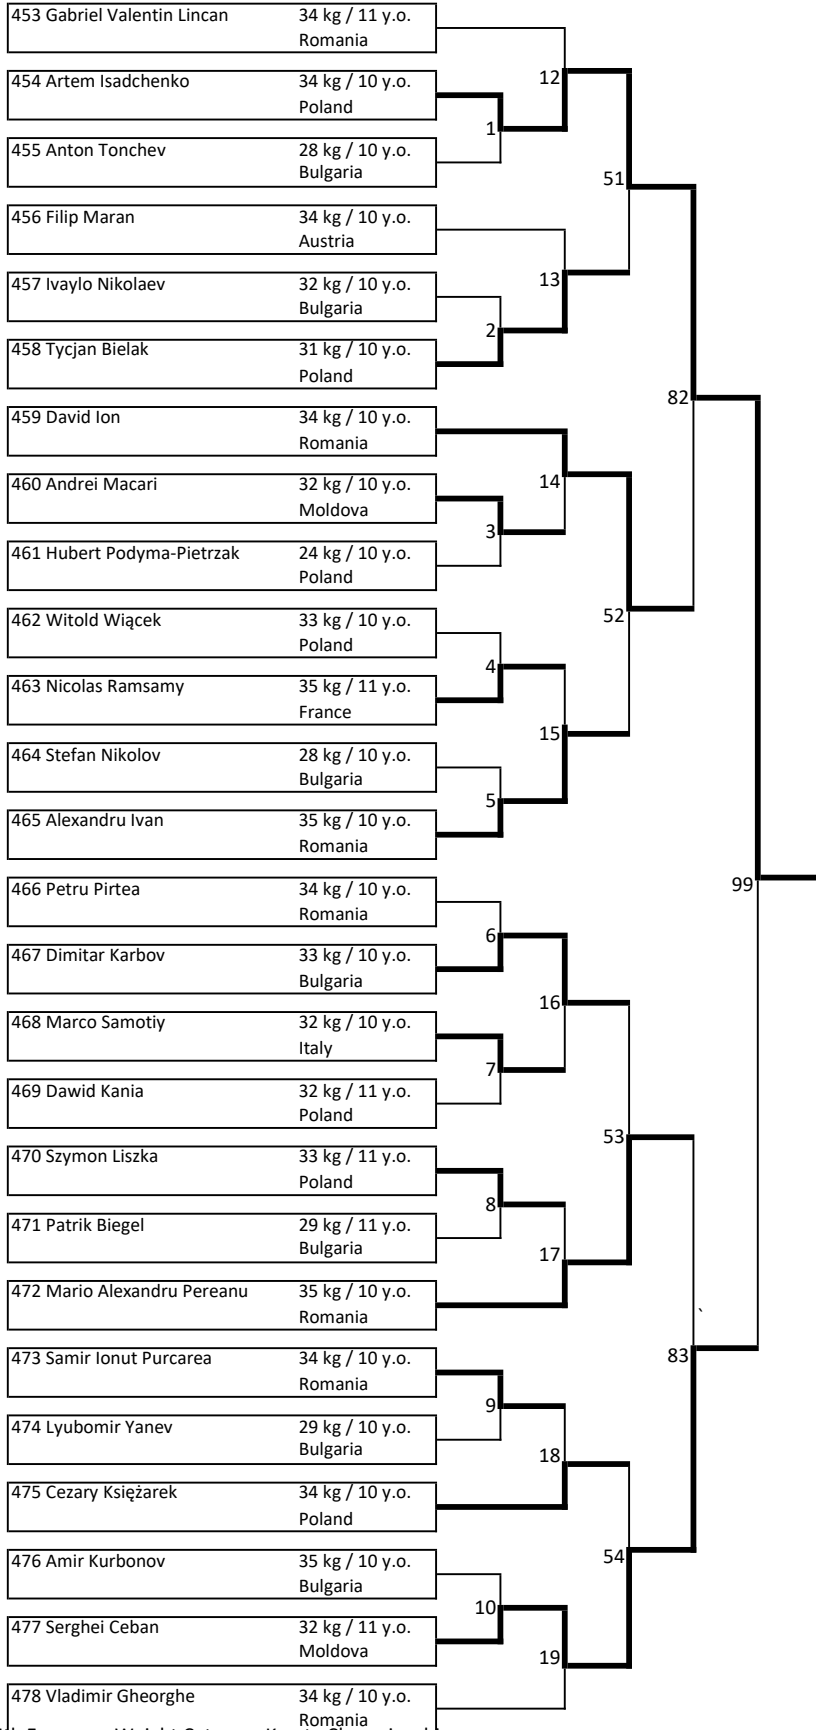 453 Gabriel Valentin Lincan 34 kg / 11 y.o.
Romania
12
454 Artem Isadchenko 34 kg / 10 y.o.
Poland
1
455 Anton Tonchev 28 kg / 10 y.o.
Bulgaria
51
456 Filip Maran 34 kg / 10 y.o.
Austria
13
457 Ivaylo Nikolaev 32 kg / 10 y.o.
Bulgaria
2
458 Tycjan Bielak 31 kg / 10 y.o.
Poland
82
459 David Ion 34 kg / 10 y.o.
Romania
14
460 Andrei Macari 32 kg / 10 y.o.
Moldova
3
461 Hubert Podyma-Pietrzak 24 kg / 10 y.o.
Poland
52
462 Witold Wiącek 33 kg / 10 y.o.
Poland
4
463 Nicolas Ramsamy 35 kg / 11 y.o.
France
15
464 Stefan Nikolov 28 kg / 10 y.o.
Bulgaria
5
465 Alexandru Ivan 35 kg / 10 y.o.
Romania
99
466 Petru Pirtea 34 kg / 10 y.o.
Romania
6
467 Dimitar Karbov 33 kg / 10 y.o.
Bulgaria
16
468 Marco Samotiy 32 kg / 10 y.o.
Italy
7
469 Dawid Kania 32 kg / 11 y.o.
Poland
53
470 Szymon Liszka 33 kg / 11 y.o.
Poland
8
471 Patrik Biegel 29 kg / 11 y.o.
Bulgaria
17
472 Mario Alexandru Pereanu 35 kg / 10 y.o.
Romania
`
83
473 Samir Ionut Purcarea 34 kg / 10 y.o.
Romania
9
474 Lyubomir Yanev 29 kg / 10 y.o.
Bulgaria
18
475 Cezary Księżarek 34 kg / 10 y.o.
Poland
54
476 Amir Kurbonov 35 kg / 10 y.o.
Bulgaria
10
477 Serghei Ceban 32 kg / 11 y.o.
Moldova
19
478 Vladimir Gheorghe 34 kg / 10 y.o.
Romania